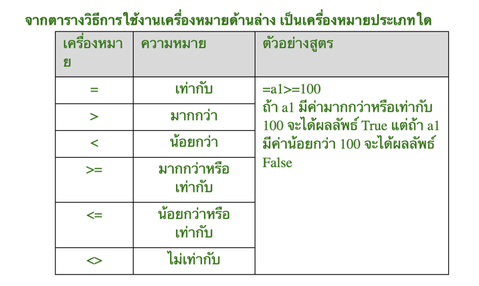 จากตารางวิธีการใช้งานเครื่องหมายด้านล่าง เป็นเครื่องหมายประเภทใด
เครื่องหมา
ย
ความหมาย
ตัวอย่างสูตร
=
เท่ากับ
=a1>=100
ถ้า a1 มีค่ามากกว่าหรือเท่ากับ
100 จะได้ผลลัพธ์ True แต่ถ้า a1
มีค่าน้อยกว่า 100 จะได้ผลลัพธ์
False
>
มากกว่า
<
น้อยกว่า
>=
มากกว่าหรือ
เท่ากับ
<=
น้อยกว่าหรือ
เท่ากับ
<>
ไม่เท่ากับ